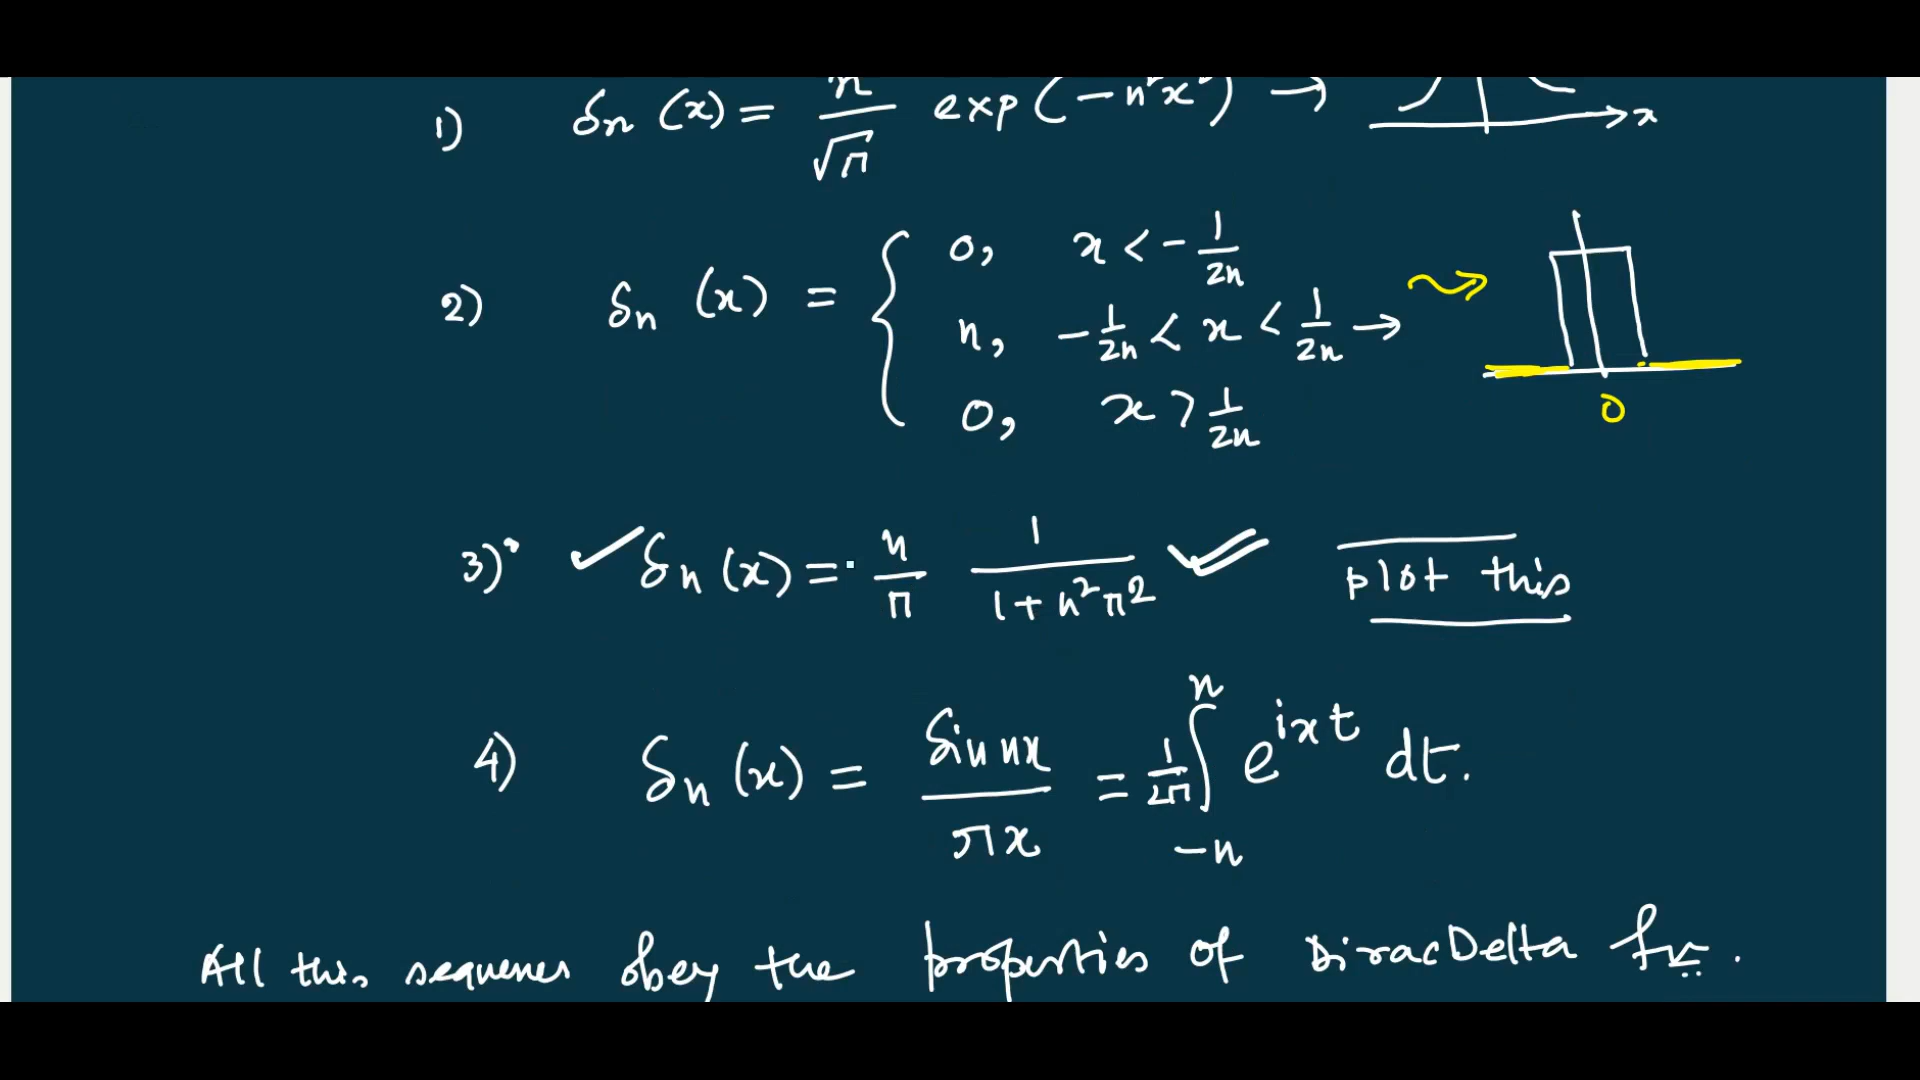 1) δn (x) = n/√π exp(-n²x²) → x
2) δn (x) = { 0, x < -1/2n
n, -1/2n < x < 1/2n →
0, x > 1/2n
0
3) δn (x) = n/π 1/(1+n²π²) plot this
4) δn (x) = sin nx/πx = 1/2π ∫_{-n}^{n} e^{ixt} dt.
All this sequences obey the properties of Dirac Delta fn.